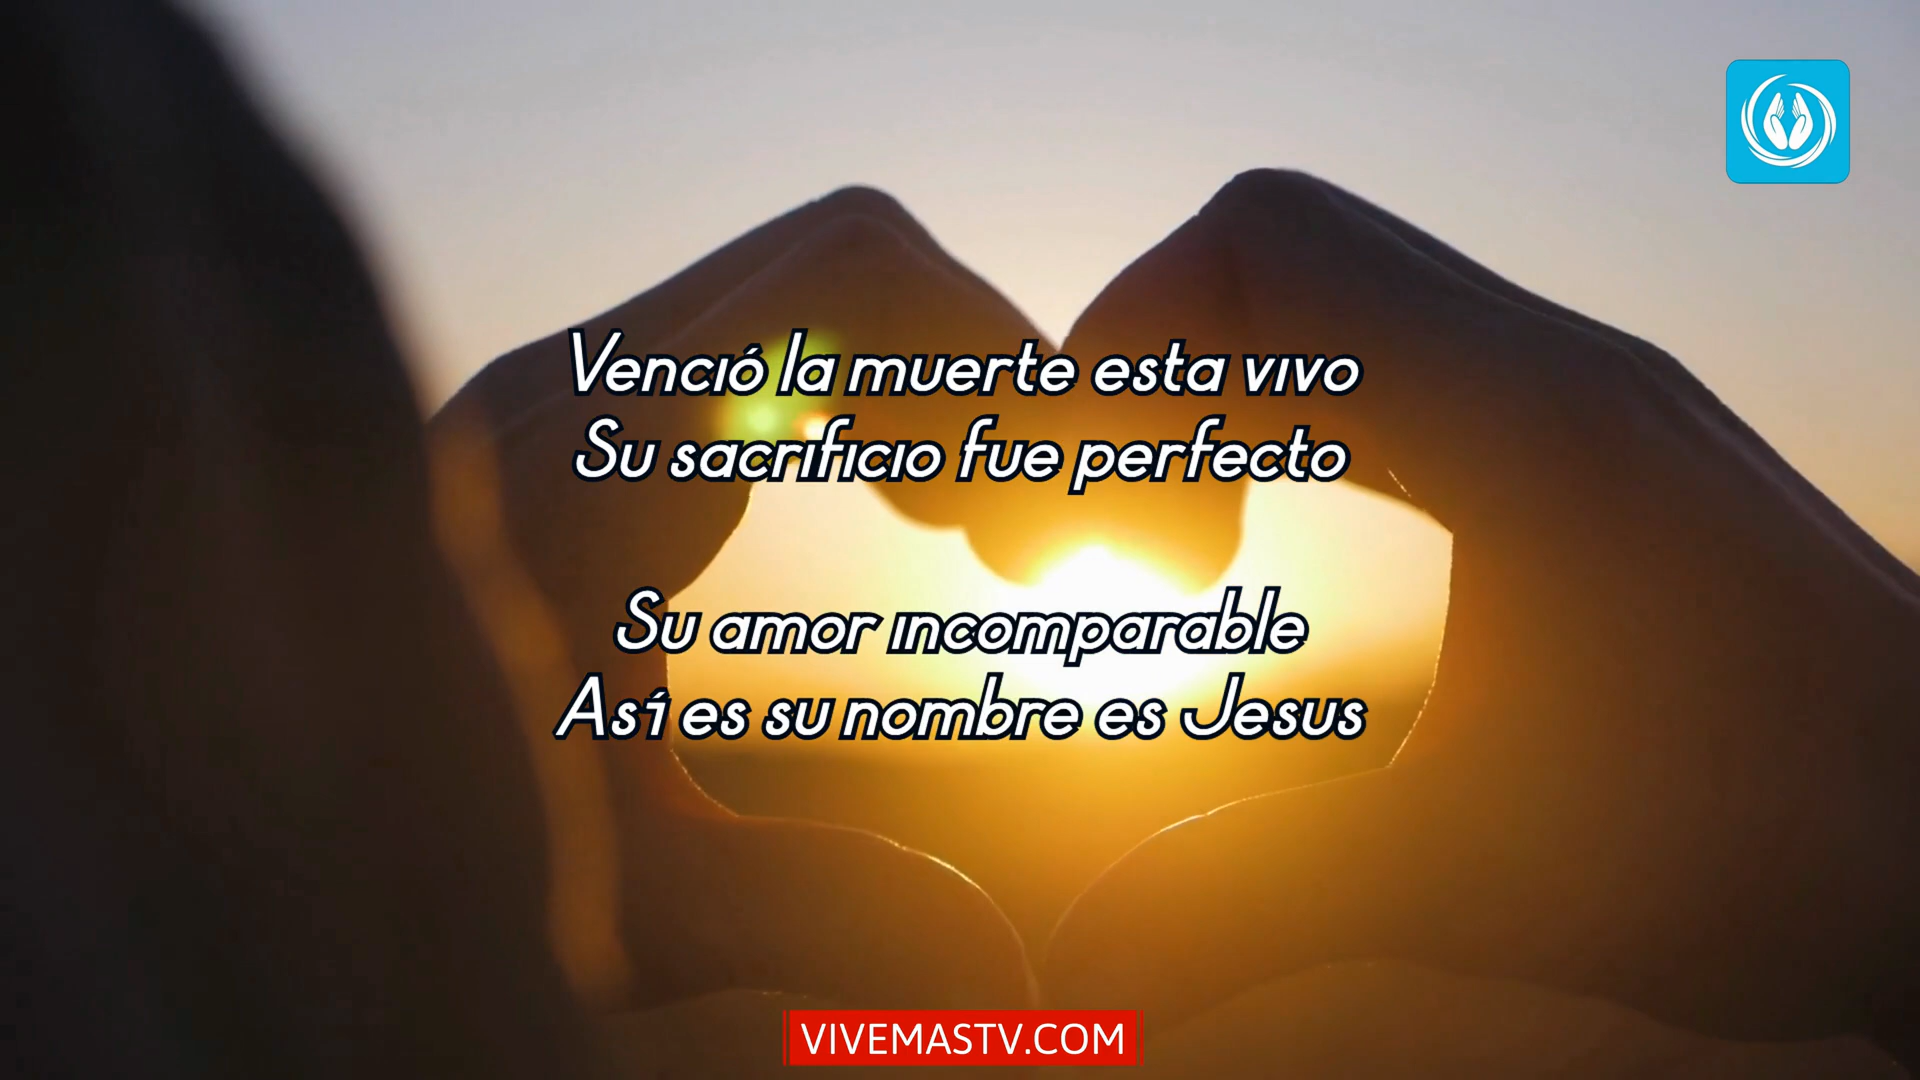 Venció la muerte esta vivo
Su sacrificio fue perfecto
Su amor incomparable
Así es su nombre es Jesus
VIVEMASTV.COM